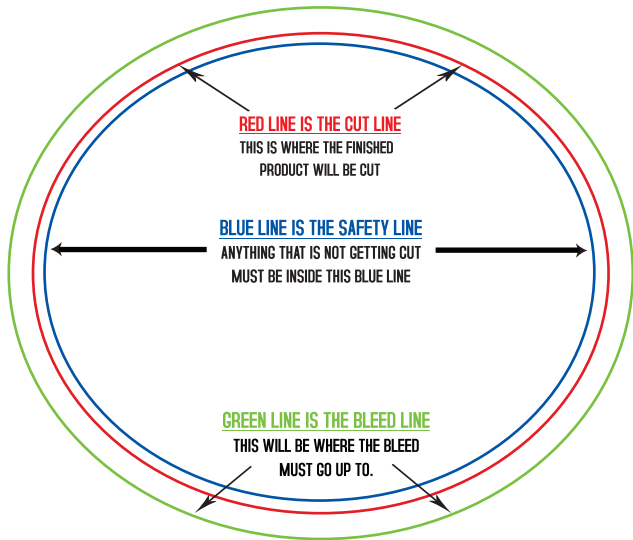 RED LINE IS THE CUT LINE
THIS IS WHERE THE FINISHED
PRODUCT WILL BE CUT
BLUE LINE IS THE SAFETY LINE
ANYTHING THAT IS NOT GETTING CUT
MUST BE INSIDE THIS BLUE LINE
GREEN LINE IS THE BLEED LINE
THIS WILL BE WHERE THE BLEED
MUST GO UP TO.